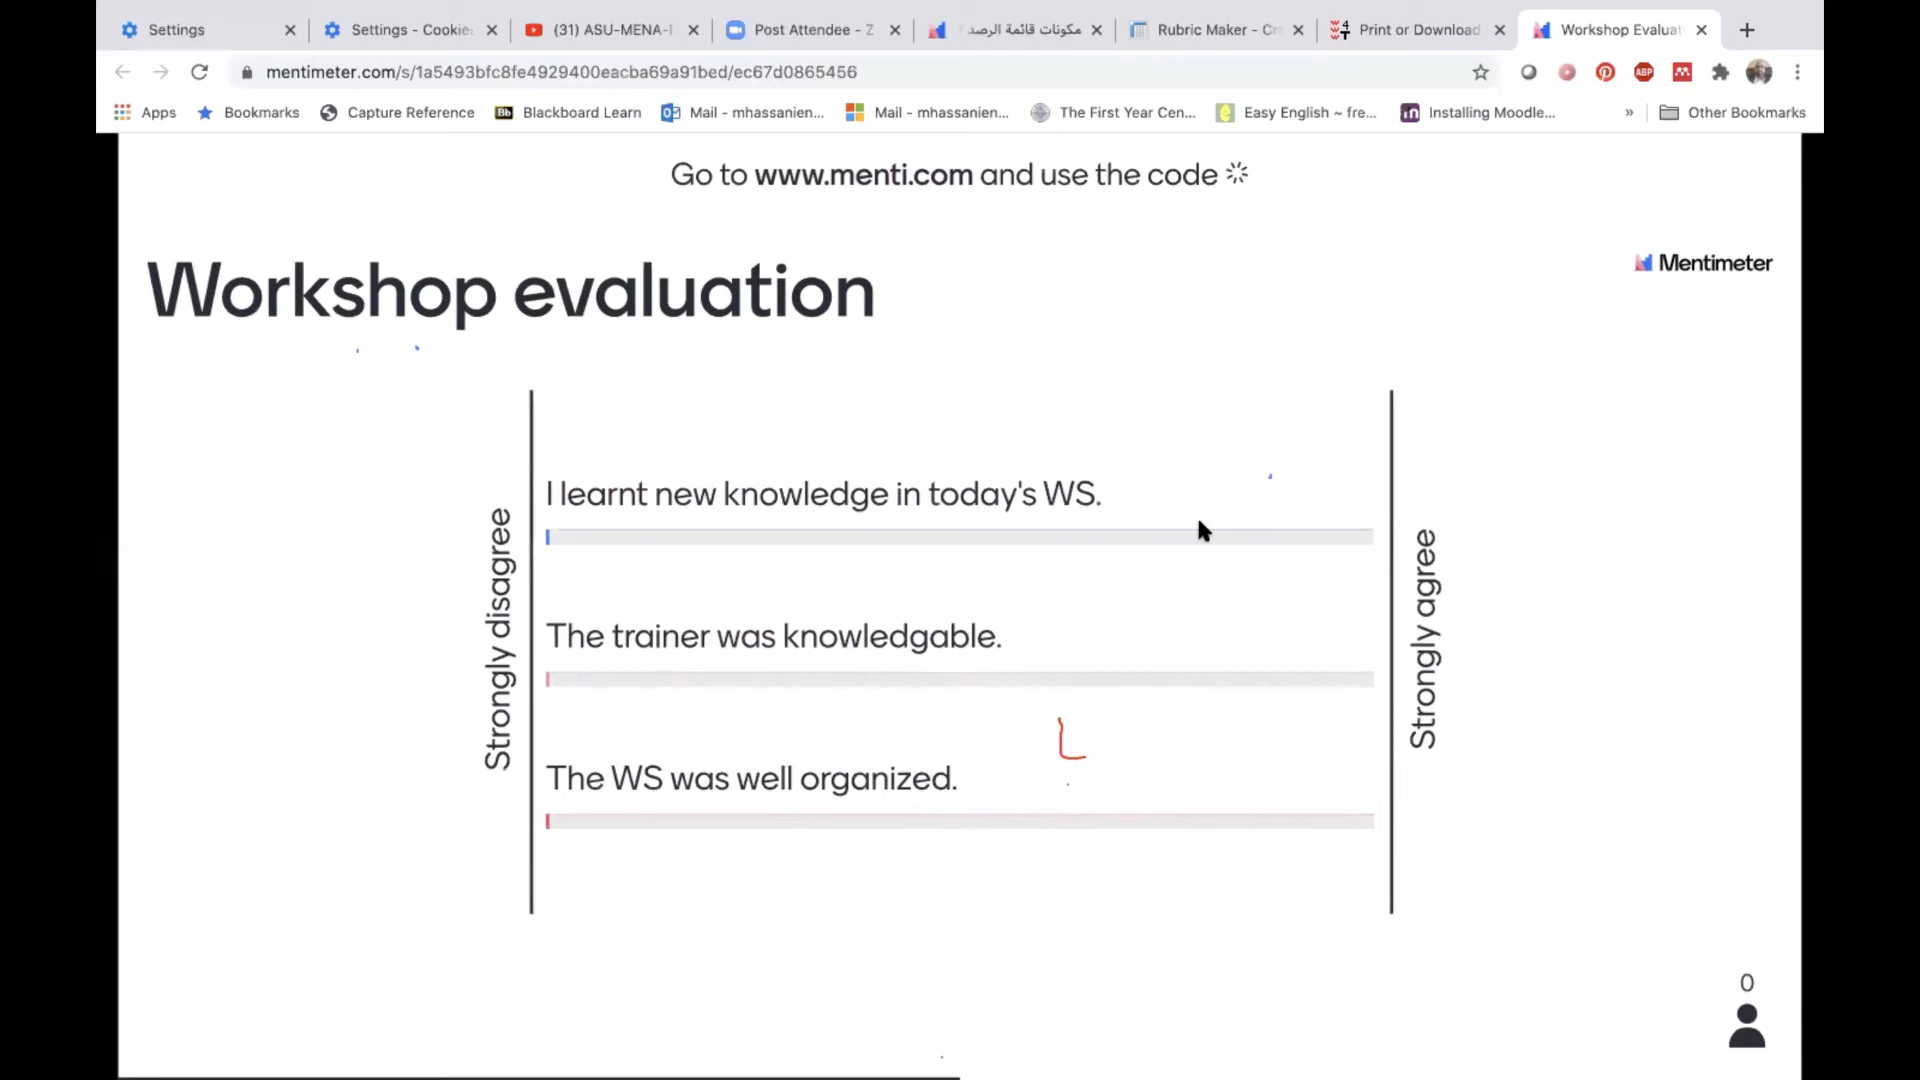 Settings
Settings - Cookie
(31) ASU-MENA-
Post Attendee - Z
مكونات قائمة الرصد
Rubric Maker - Cr
Print or Download
Workshop Evaluat
mentimeter.com/s/1a5493bfc8fe4929400eacba69a91bed/ec67d0865456
ABP
Apps
Bookmarks
Capture Reference
Bb
Blackboard Learn
Mail - mhassanien...
Mail - mhassanien...
The First Year Cen...
Easy English ~ fre...
in
Installing Moodle...
»
Other Bookmarks
Go to www.menti.com and use the code
Workshop evaluation
Mentimeter
Strongly disagree
I learnt new knowledge in today's WS.
The trainer was knowledgable.
The WS was well organized.
Strongly agree
0